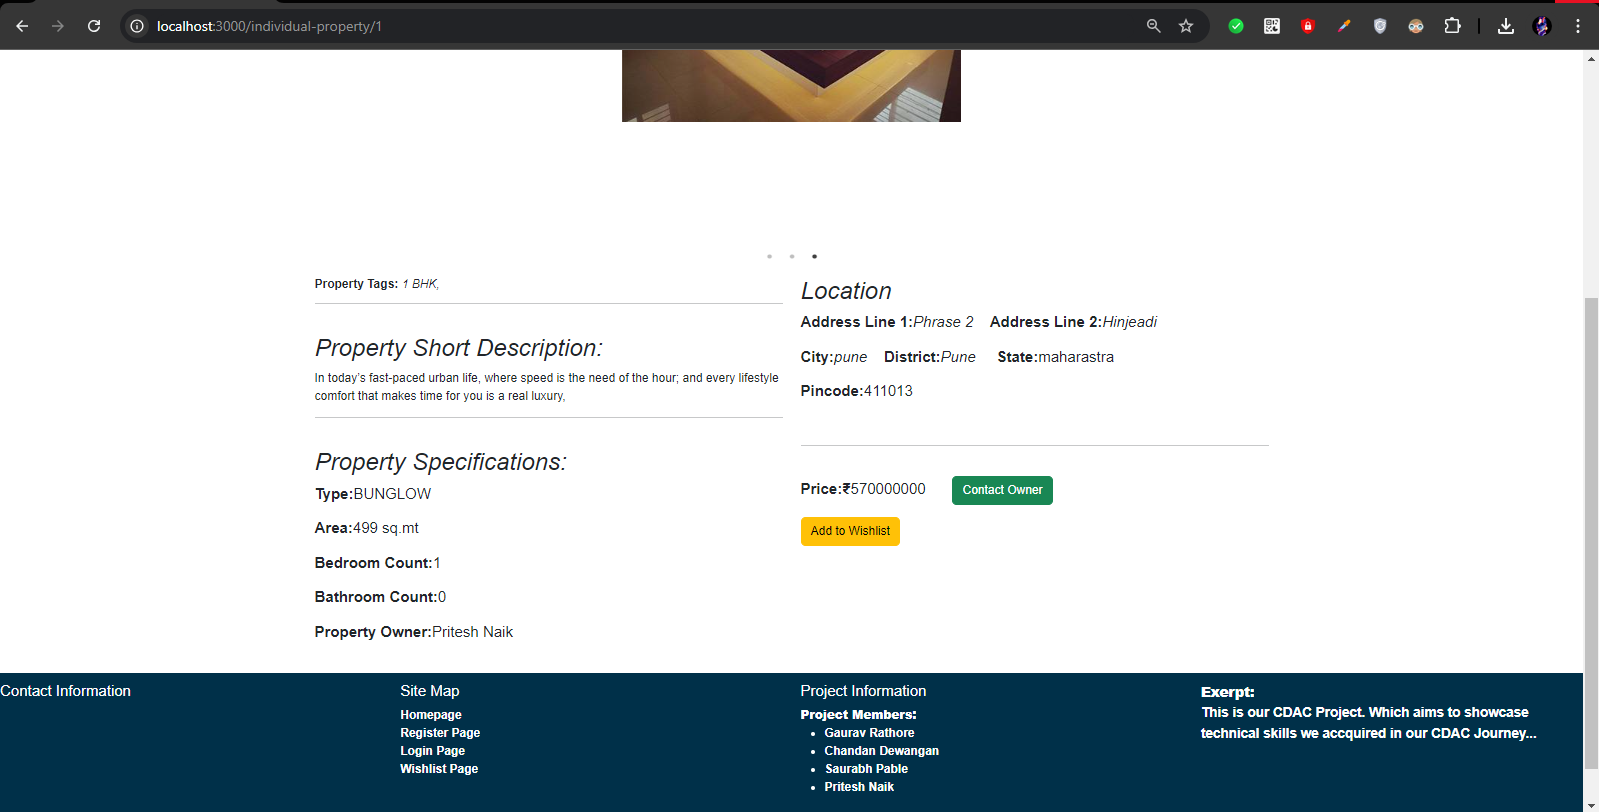 localhost:3000/individual-property/1
Property Tags: 1 BHK,
Property Short Description:
In today’s fast-paced urban life, where speed is the need of the hour; and every lifestyle
comfort that makes time for you is a real luxury,
Property Specifications:
Type:BUNGLOW
Area:499 sq.mt
Bedroom Count:1
Bathroom Count:0
Property Owner:Pritesh Naik
Location
Address Line 1:Phrase 2 Address Line 2:Hinjeadi
City:pune District:Pune State:maharastra
Pincode:411013
Price:₹570000000 Contact Owner
Add to Wishlist
Contact Information
Site Map
Homepage
Register Page
Login Page
Wishlist Page
Project Information
Project Members:
Gaurav Rathore
Chandan Dewangan
Saurabh Pable
Pritesh Naik
Exerpt:
This is our CDAC Project. Which aims to showcase
technical skills we accquired in our CDAC Journey...